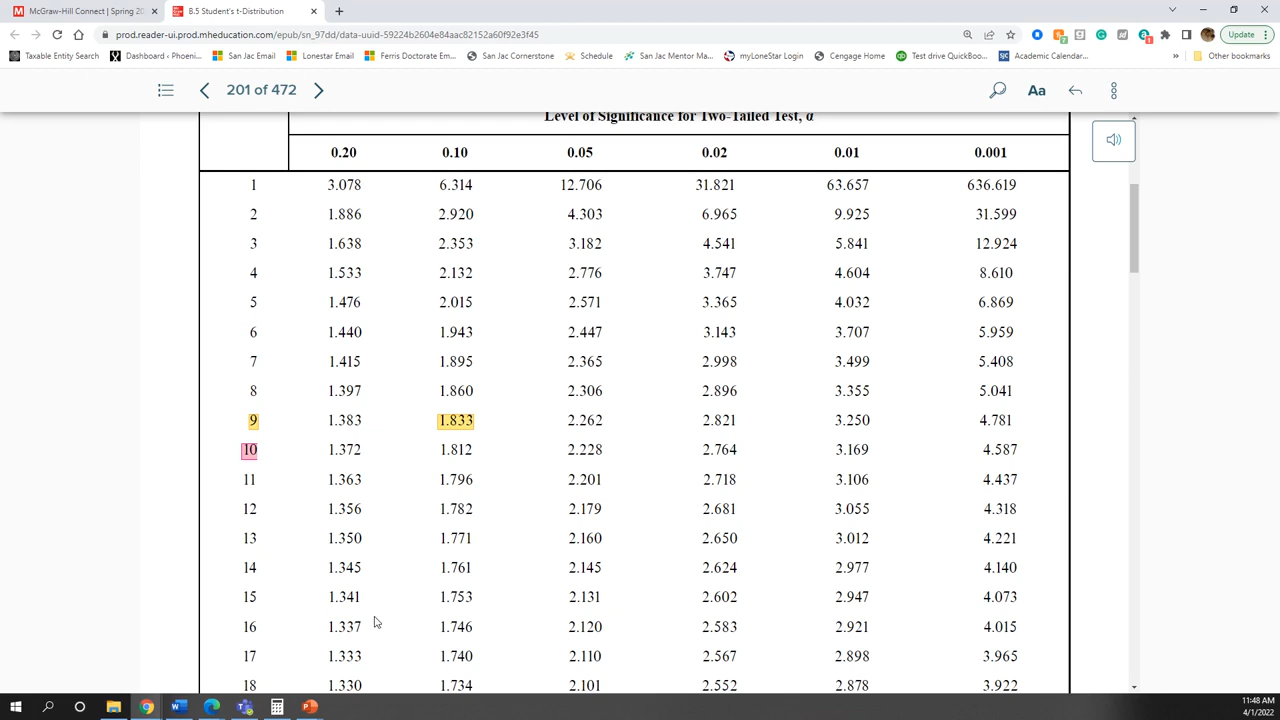 McGraw-Hill Connect | Spring 20
B.5 Student's t-Distribution
prod.reader-ui.prod.mheducation.com/epub/sn_97dd/data-uuid-59224b2604e84aac82152a60f92e3f45
Update
Taxable Entity Search
Dashboard ‹ Phoeni...
San Jac Email
Lonestar Email
Ferris Doctorate Em...
San Jac Cornerstone
Schedule
San Jac Mentor Ma...
myLoneStar Login
Cengage Home
Test drive QuickBoo...
Academic Calendar...
»
Other bookmarks
201 of 472
Aa
Level of Significance for Two-Tailed Test, α
0.20 0.10 0.05 0.02 0.01 0.001
1 3.078 6.314 12.706 31.821 63.657 636.619
2 1.886 2.920 4.303 6.965 9.925 31.599
3 1.638 2.353 3.182 4.541 5.841 12.924
4 1.533 2.132 2.776 3.747 4.604 8.610
5 1.476 2.015 2.571 3.365 4.032 6.869
6 1.440 1.943 2.447 3.143 3.707 5.959
7 1.415 1.895 2.365 2.998 3.499 5.408
8 1.397 1.860 2.306 2.896 3.355 5.041
9 1.383 1.833 2.262 2.821 3.250 4.781
10 1.372 1.812 2.228 2.764 3.169 4.587
11 1.363 1.796 2.201 2.718 3.106 4.437
12 1.356 1.782 2.179 2.681 3.055 4.318
13 1.350 1.771 2.160 2.650 3.012 4.221
14 1.345 1.761 2.145 2.624 2.977 4.140
15 1.341 1.753 2.131 2.602 2.947 4.073
16 1.337 1.746 2.120 2.583 2.921 4.015
17 1.333 1.740 2.110 2.567 2.898 3.965
18 1.330 1.734 2.101 2.552 2.878 3.922
11:48 AM
4/1/2022